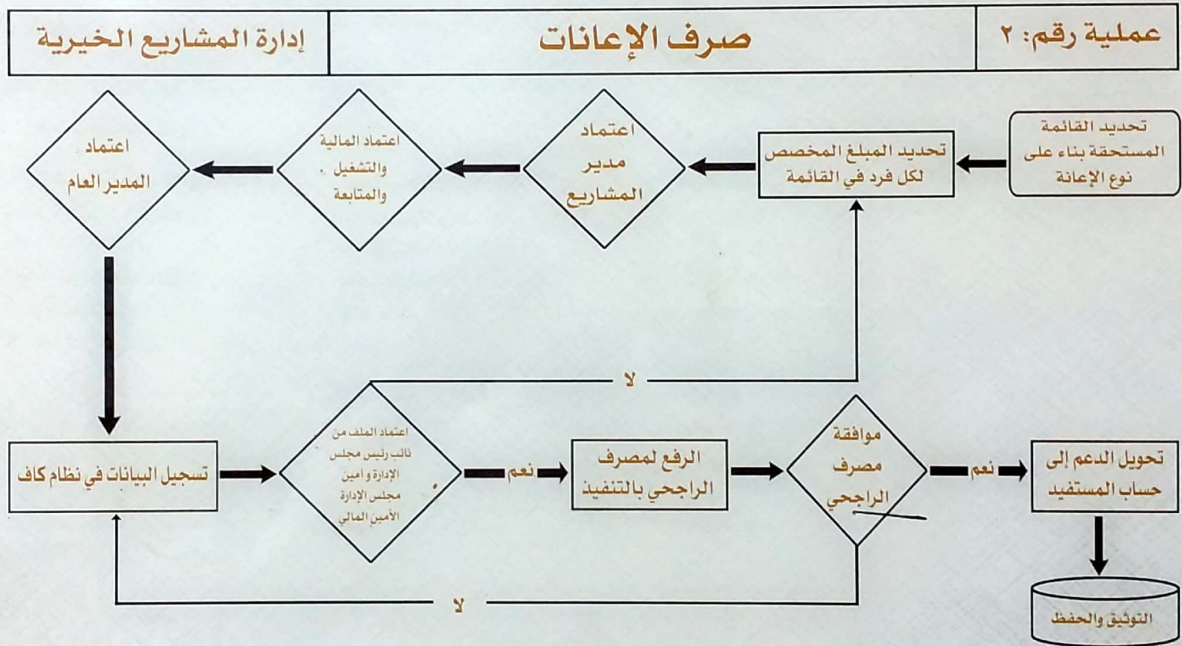 عملية رقم: ٢
صرف الإعانات
إدارة المشاريع الخيرية
تحديد القائمة
المستحقة بناء على
نوع الإعانة
تحديد المبلغ المخصص
لكل فرد في القائمة
اعتماد
مدير
المشاريع
اعتماد المالية
والتشغيل
والمتابعة
اعتماد
المدير العام
لا
تسجيل البيانات في نظام كاف
اعتماد الملف من
نائب رئيس مجلس
الإدارة و امين
مجلس الإدارة
الأمين المالي
نعم
الرفع لمصرف
الراجحي بالتنفيذ
موافقة
مصرف
الراجحي
نعم
تحويل الدعم إلى
حساب المستفيد
لا
التوثيق والحفظ